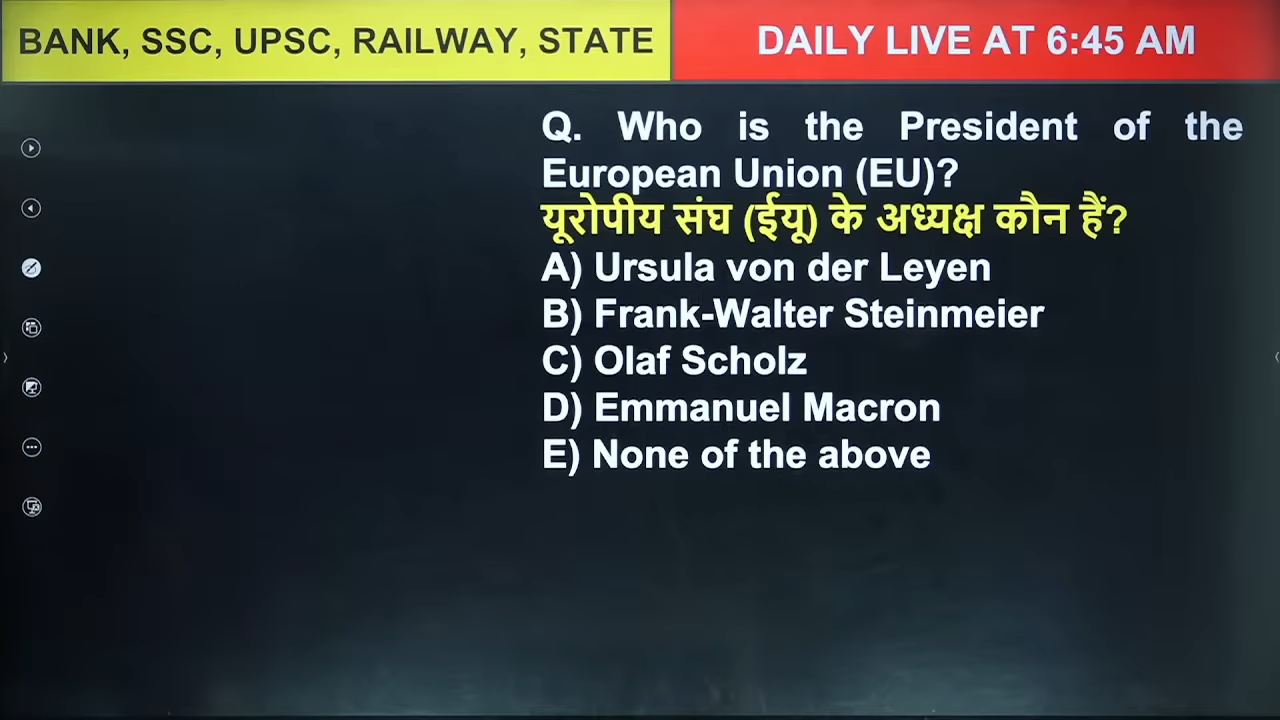 BANK, SSC, UPSC, RAILWAY, STATE
DAILY LIVE AT 6:45 AM
Q. Who is the President of the
European Union (EU)?
यूरोपीय संघ (ईयू) के अध्यक्ष कौन हैं?
A) Ursula von der Leyen
B) Frank-Walter Steinmeier
C) Olaf Scholz
D) Emmanuel Macron
E) None of the above